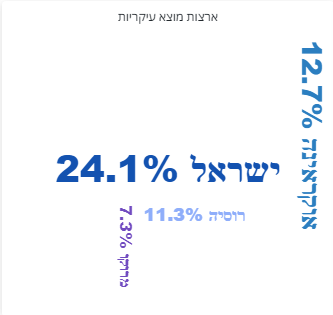 ארצות מוצא עיקריות
אוקראינה 12.7%
ישראל 24.1%
רוסיה 11.3%
מרוקו 7.3%